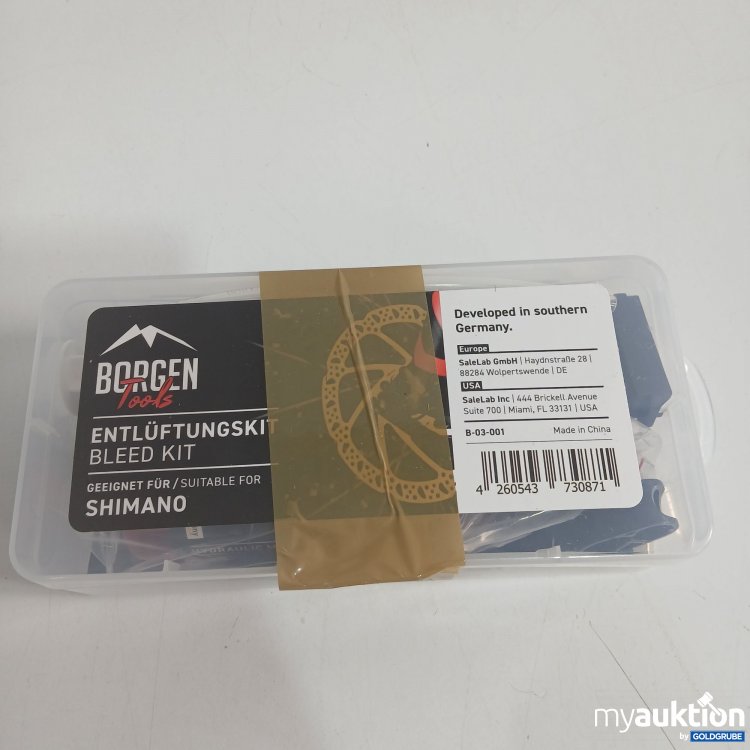 BORGEN
Tools
ENTLÜFTUNGSKIT
BLEED KIT
GEEIGNET FÜR/SUITABLE FOR
SHIMANO
Developed in southern
Germany.
Europe
SaleLab GmbH | Haydnstraße 28 |
88284 Wolpertswende | DE
USA
SaleLab Inc | 444 Brickell Avenue
Suite 700 | Miami, FL 33131 | USA
B-03-001 Made in China
4 260543 730871
myauktion
by GOLDGRUBE